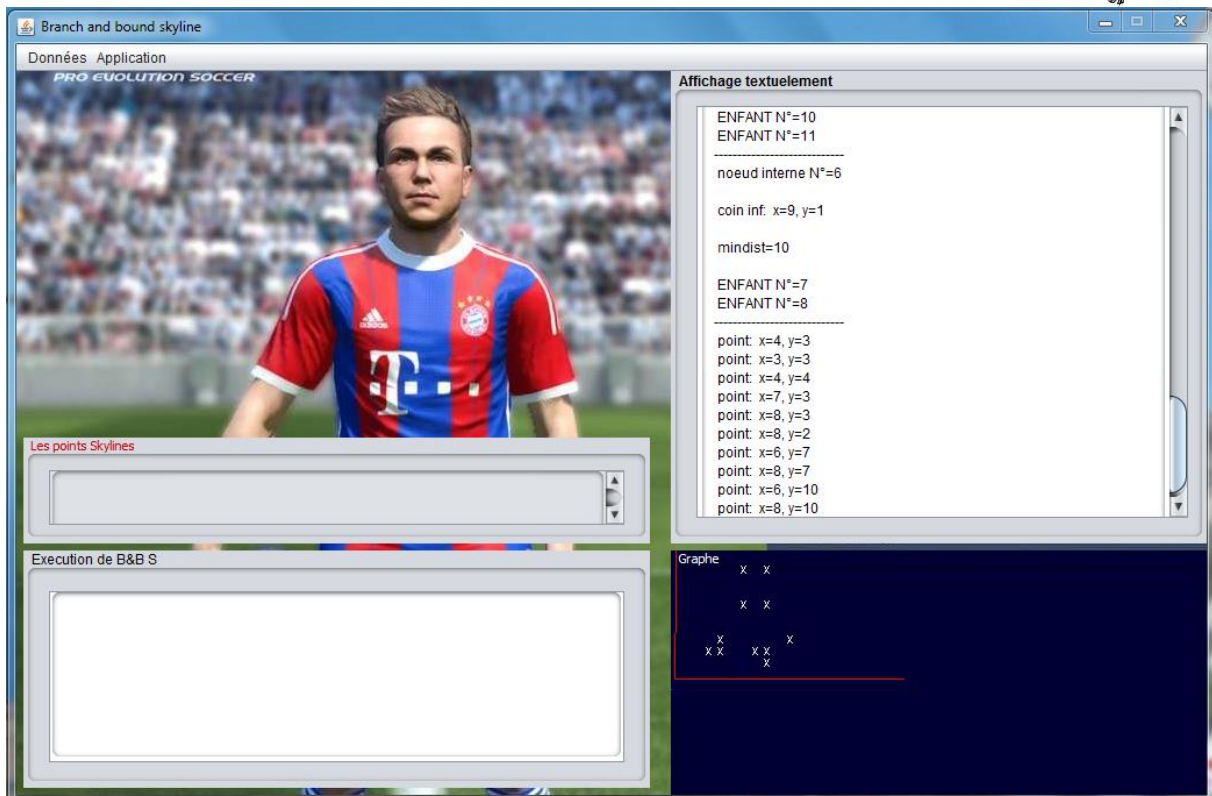 Branch and bound skyline
Données Application
PRO EVOLUTION SOCCER
adidas
T
Les points Skylines
Execution de B&B S
Affichage textuelement
ENFANT N°=10
ENFANT N°=11
----------------------------
noeud interne N°=6
coin inf: x=9, y=1
mindist=10
ENFANT N°=7
ENFANT N°=8
----------------------------
point: x=4, y=3
point: x=3, y=3
point: x=4, y=4
point: x=7, y=3
point: x=8, y=3
point: x=8, y=2
point: x=6, y=7
point: x=8, y=7
point: x=6, y=10
point: x=8, y=10
Graphe
x x
x x
x x
x x x x
x